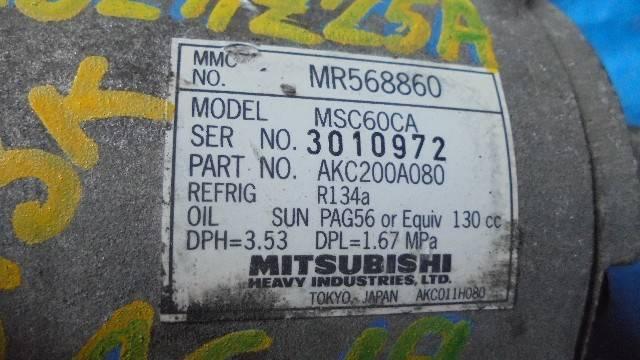 MMC
NO. MR568860
MODEL MSC60CA
SER NO. 3010972
PART NO. AKC200A080
REFRIG R134a
OIL SUN PAG56 or Equiv 130 cc
DPH=3.53 DPL=1.67 MPa
MITSUBISHI
HEAVY INDUSTRIES, LTD.
TOKYO, JAPAN AKC011H080